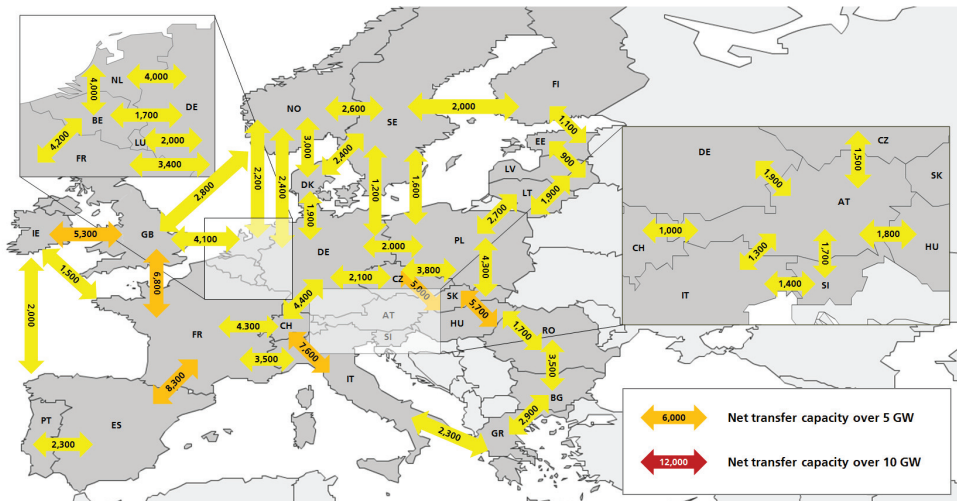 NL
4,000
4,000
DE
1,700
BE
4,200
LU
2,000
FR
3,400
NO
2,600
SE
2,000
FI
1,100
EE
900
LV
LT
1,900
2,700
3,000
2,400
DK
1,900
2,200
2,400
2,800
1,200
1,600
IE
5,300
GB
4,100
6,800
1,500
2,000
DE
2.000
PL
4,300
2,100
CZ
3,800
5,000
SK
5,700
HU
4,400
AT
SI
FR
4.300
CH
3,500
7,600
IT
1,700
RO
3,500
BG
2,900
GR
2,300
8,300
PT
ES
2,300
DE
CZ
1,500
SK
1,900
AT
CH
1,000
1,800
HU
1,300
1,700
IT
1,400
SI
6,000 Net transfer capacity over 5 GW
12,000 Net transfer capacity over 10 GW